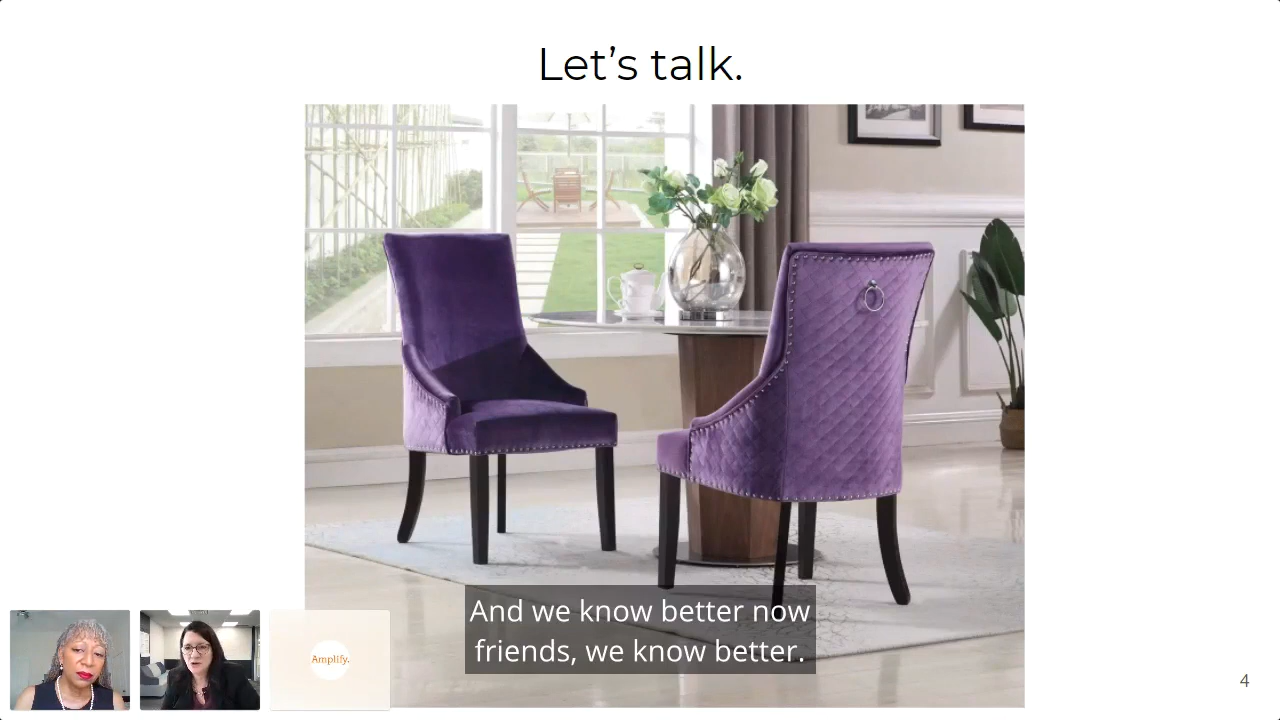 Let’s talk.
And we know better now
friends, we know better.
Amplify.
4